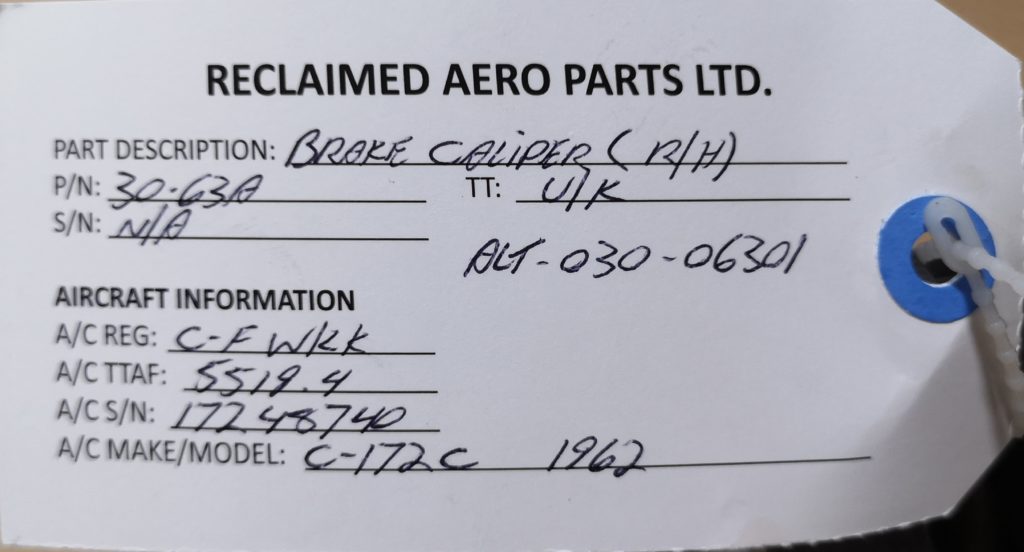 RECLAIMED AERO PARTS LTD.
PART DESCRIPTION: BRAKE CALIPER (R/H)
P/N: 30-63A TT: U/K
S/N: N/A
ALT-030-06301
AIRCRAFT INFORMATION
A/C REG: C-FWKK
A/C TTAF: 5519.4
A/C S/N: 17248740
A/C MAKE/MODEL: C-172C 1962